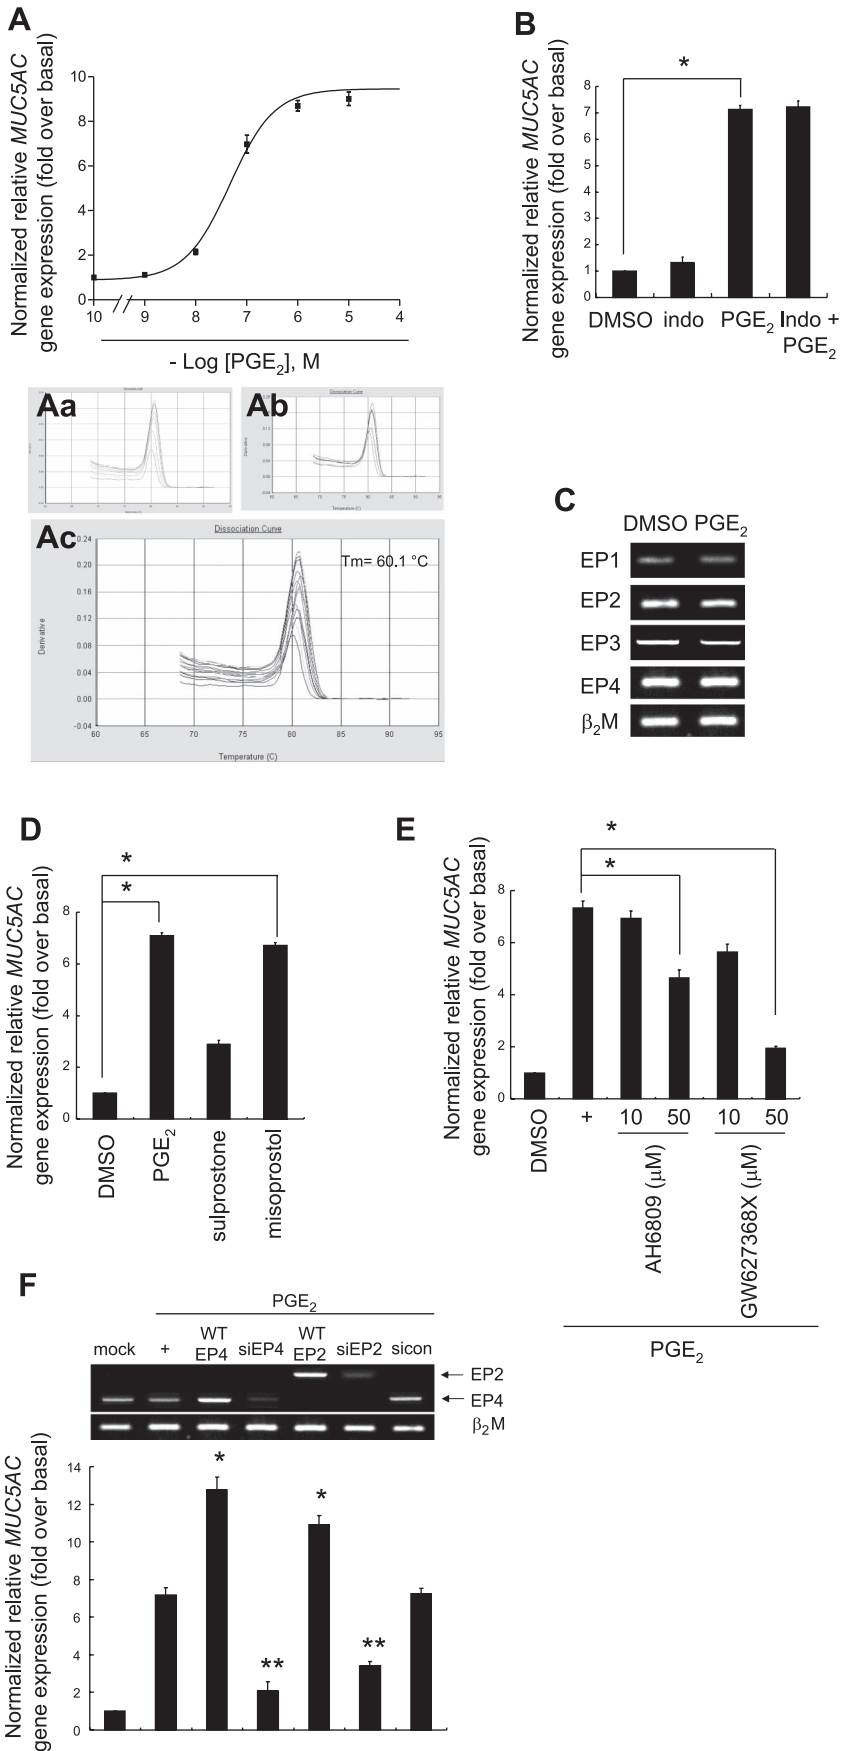 A
Normalized relative MUC5AC
gene expression (fold over basal)
10
8
6
4
2
0
10 9 8 7 6 5 4
- Log [PGE2], M
B
Normalized relative MUC5AC
gene expression (fold over basal)
8
7
6
5
4
3
2
1
0
*
DMSO indo PGE2 Indo +
PGE2
Aa
Ab
Dissociation Curve
Temperature (C)
Ac
Dissociation Curve
Tm= 60.1 °C
Derivative
0.24
0.20
0.16
0.12
0.08
0.04
0.00
-0.04
60 65 70 75 80 85 90 95
Temperature (C)
C
DMSO PGE2
EP1
EP2
EP3
EP4
β2M
D
Normalized relative MUC5AC
gene expression (fold over basal)
8
6
4
2
0
*
*
DMSO
PGE2
sulprostone
misoprostol
E
Normalized relative MUC5AC
gene expression (fold over basal)
8
6
4
2
0
*
*
DMSO
+
10 50
AH6809 (µM)
10 50
GW627368X (µM)
PGE2
F
PGE2
mock + WT EP4 siEP4 WT EP2 siEP2 sicon
EP2
EP4
β2M
Normalized relative MUC5AC
gene expression (fold over basal)
14
12
10
8
6
4
2
0
*
**
*
**